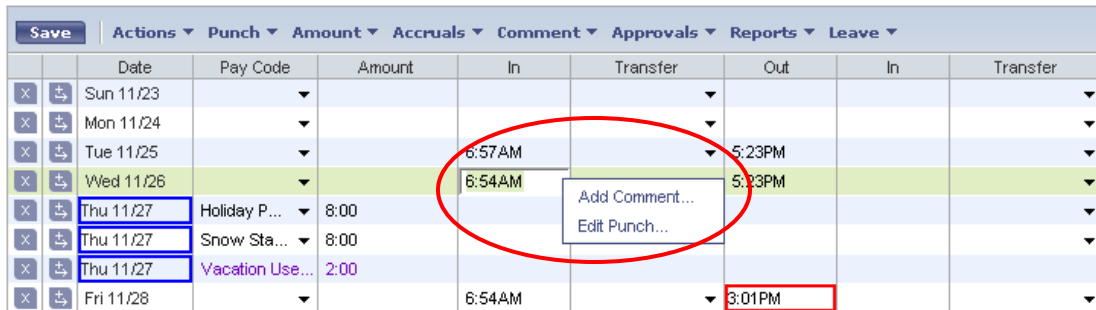 Save Actions Punch Amount Accruals Comment Approvals Reports Leave
Date Pay Code Amount In Transfer Out In Transfer
X Sun 11/23
X Mon 11/24
X Tue 11/25 6:57AM 5:23PM
X Wed 11/26 6:54AM 5:23PM
Add Comment...
Edit Punch...
X Thu 11/27 Holiday P... 8:00
X Thu 11/27 Snow Sta... 8:00
X Thu 11/27 Vacation Use... 2:00
X Fri 11/28 6:54AM 3:01PM